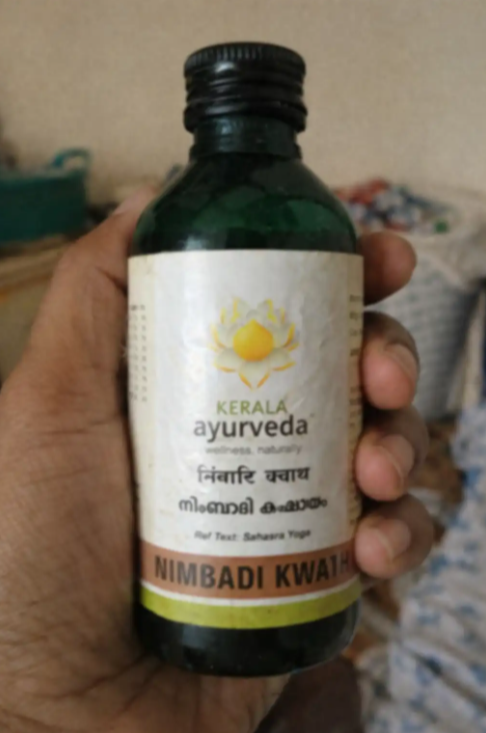 KERALA
ayurveda
wellness. naturally.
निंबादि क्वाथ
നിംബാദി കഷായം
Ref Text: Sahasra Yoga
NIMBADI KWATH